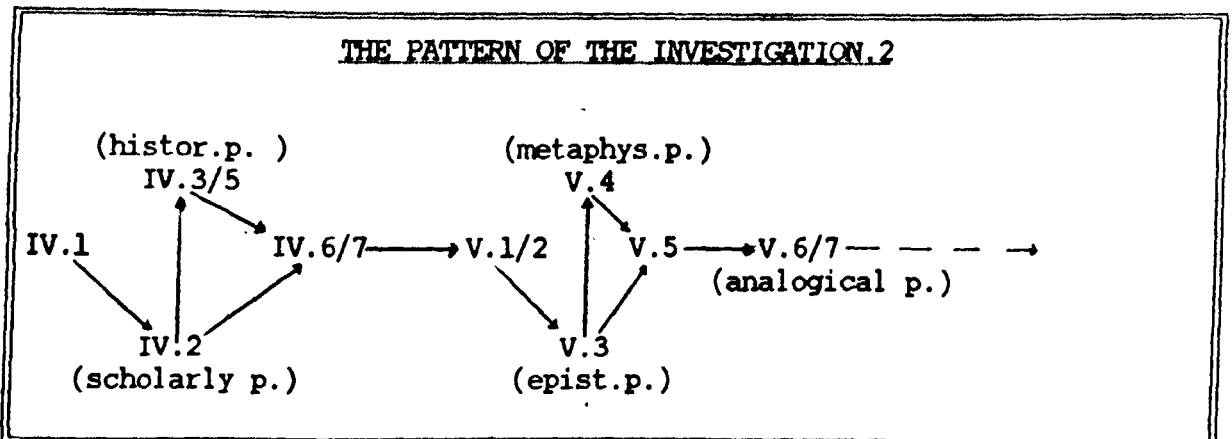 THE PATTERN OF THE INVESTIGATION.2
(histor.p. )
IV.3/5
(metaphys.p.)
V.4
IV.1
IV.6/7
V.1/2
V.5
V.6/7
(analogical p.)
IV.2
(scholarly p.)
V.3
(epist.p.)